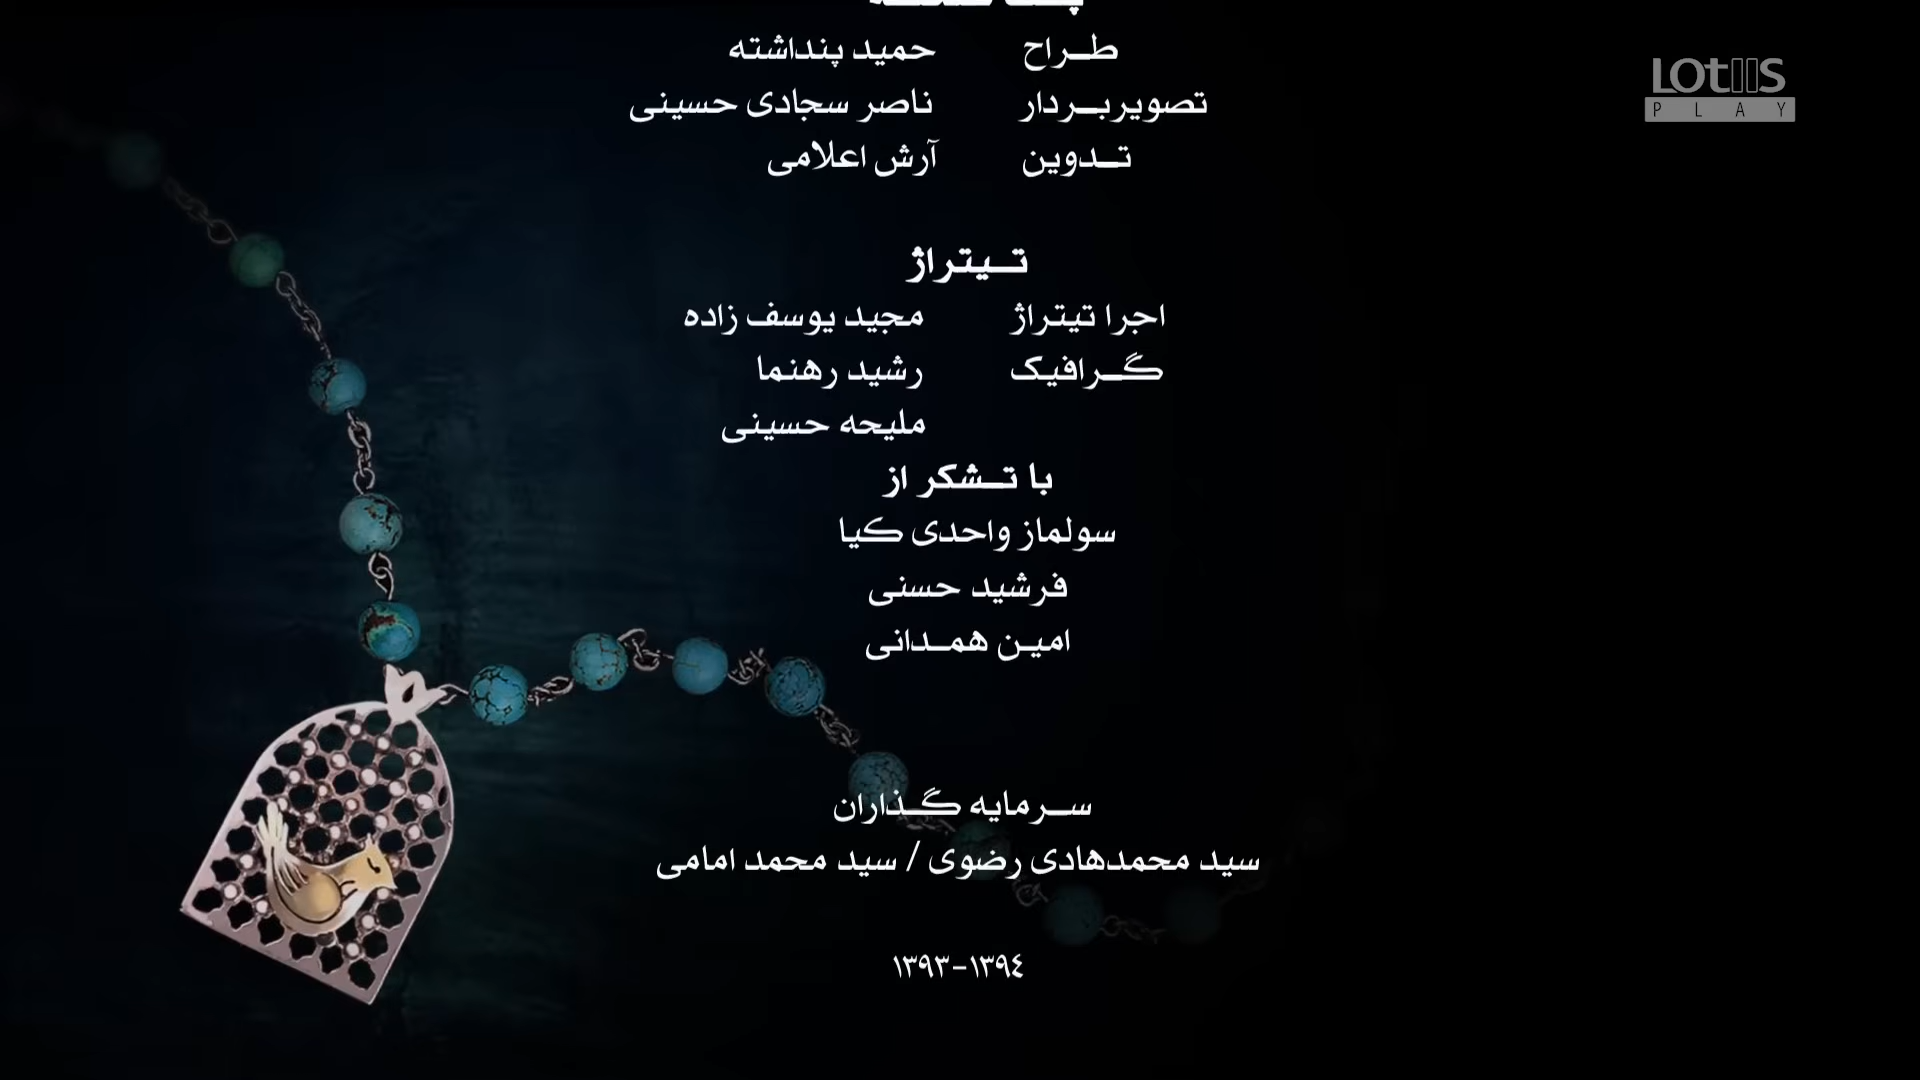 طراح حمید پنداشته
تصویربردار ناصر سجادی حسینی
تدوین آرش اعلامی
تیتراژ
اجرا تیتراژ مجید یوسف زاده
گرافیک رشید رهنما
ملیحه حسینی
با تشکر از
سولماز واحدی کیا
فرشید حسنی
امین همدانی
سرمایه گذاران
سید محمدهادی رضوی / سید محمد امامی
۱۳۹۳-۱۳۹۴
PLAY